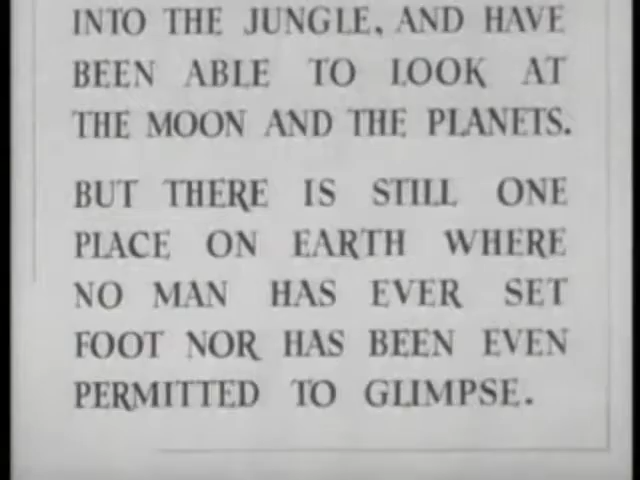 INTO THE JUNGLE, AND HAVE
BEEN ABLE TO LOOK AT
THE MOON AND THE PLANETS.
BUT THERE IS STILL ONE
PLACE ON EARTH WHERE
NO MAN HAS EVER SET
FOOT NOR HAS BEEN EVEN
PERMITTED TO GLIMPSE.